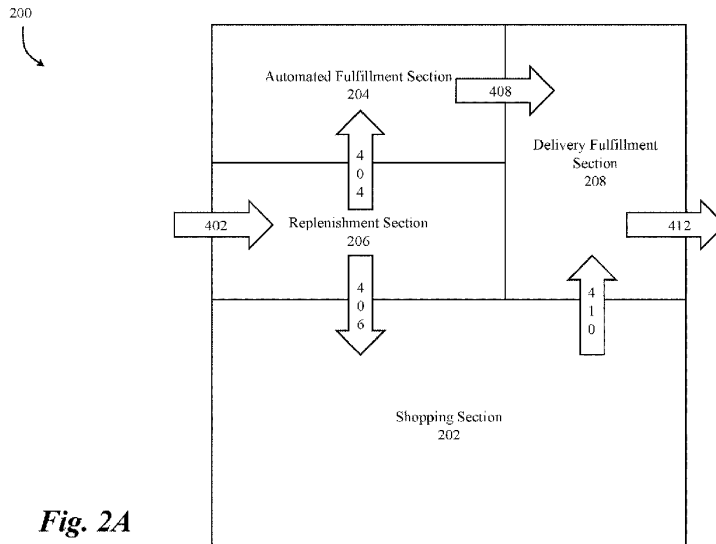 200
Automated Fulfillment Section
204
408
Delivery Fulfillment
Section
208
404
402
Replenishment Section
206
412
406
410
Shopping Section
202
Fig. 2A